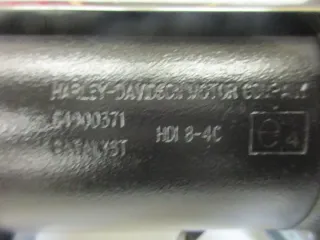 HARLEY-DAVIDSON MOTOR COMPANY
64900371
CATALYST HDI 8-4C e4